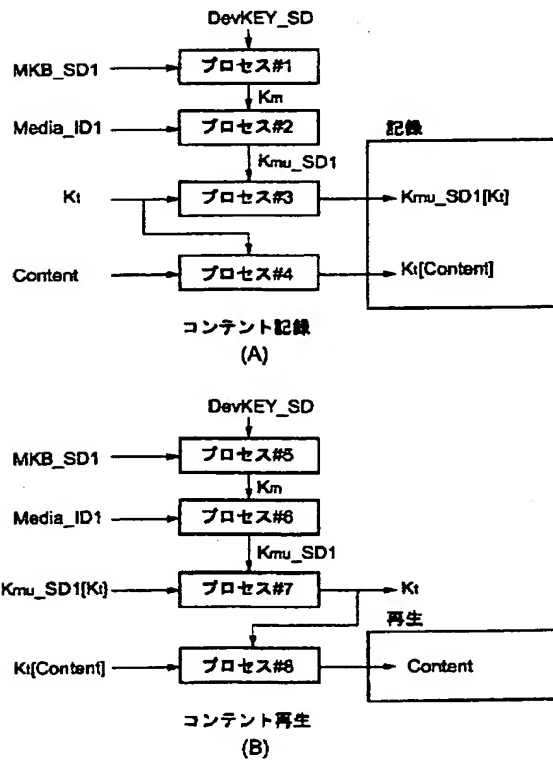 DevKEY_SD
MKB_SD1
プロセス#1
Km
Media_ID1
プロセス#2
Kmu_SD1
記録
Kt
プロセス#3
Kmu_SD1[Kt]
Content
プロセス#4
Kt[Content]
コンテント記録
(A)
DevKEY_SD
MKB_SD1
プロセス#5
Km
Media_ID1
プロセス#6
Kmu_SD1
Kmu_SD1[Kt]
プロセス#7
Kt
再生
Kt[Content]
プロセス#8
Content
コンテント再生
(B)